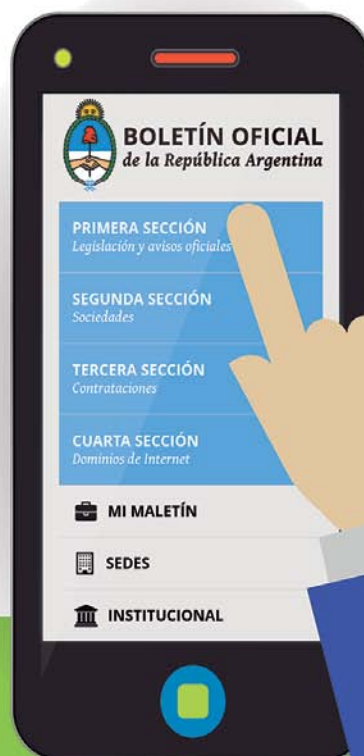 BOLETÍN OFICIAL
de la República Argentina
PRIMERA SECCIÓN
Legislación y avisos oficiales
SEGUNDA SECCIÓN
Sociedades
TERCERA SECCIÓN
Contrataciones
CUARTA SECCIÓN
Dominios de Internet
MI MALETÍN
SEDES
INSTITUCIONAL